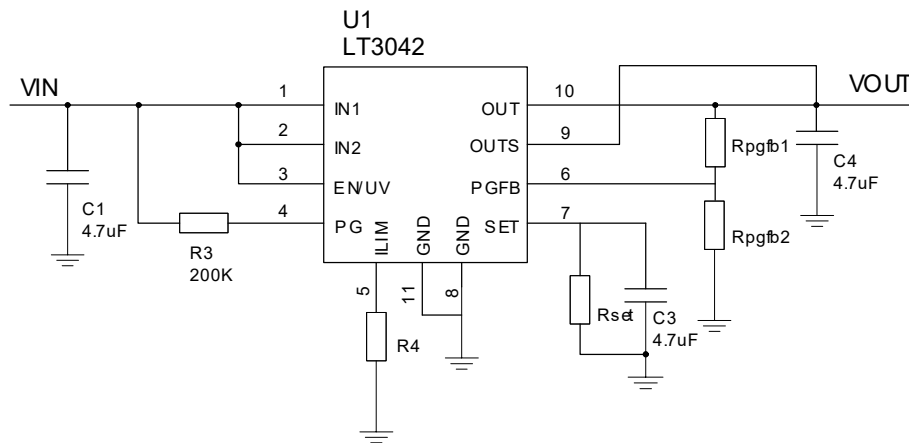 U1
LT3042
VIN
VOUT
1
IN1
OUT
10
2
IN2
OUTS
9
3
EN/UV
PGFB
6
4
PG
SET
7
ILIM
GND
GND
5
11
8
C1
4.7uF
R3
200K
R4
Rset
C3
4.7uF
Rpgfb1
Rpgfb2
C4
4.7uF